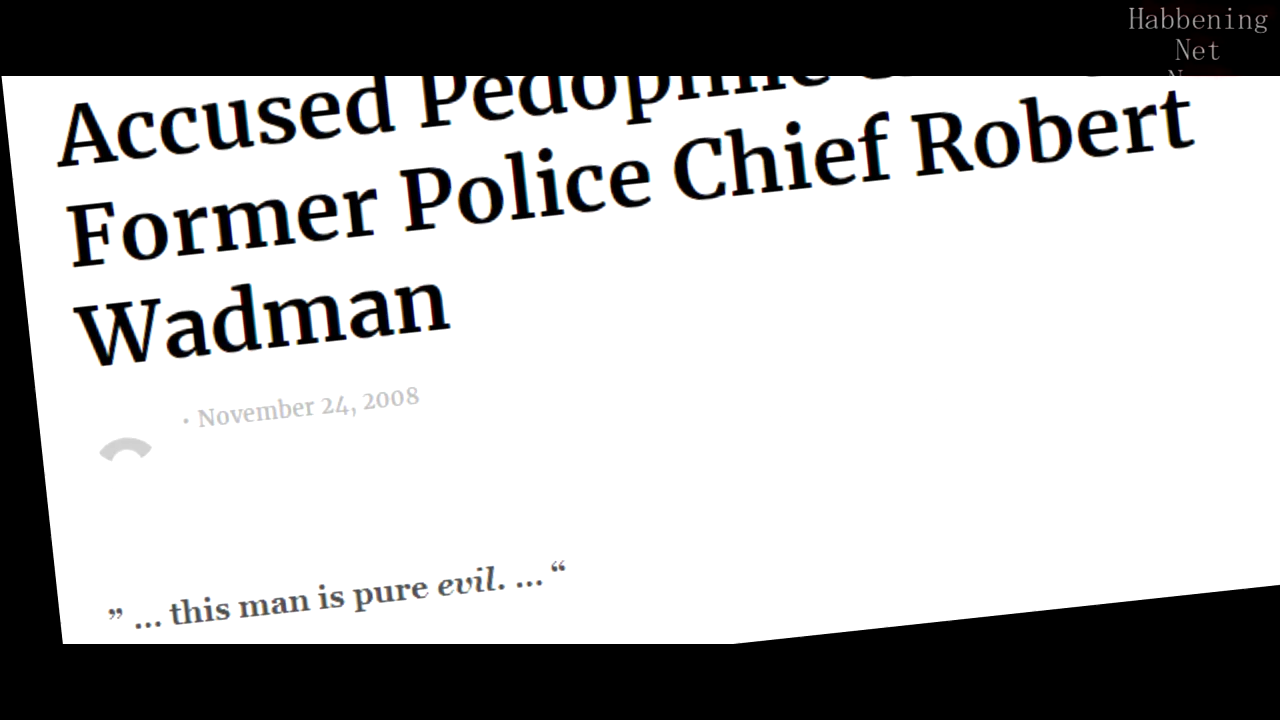 Habbening
Net
Accused Pedophile
Former Police Chief Robert
Wadman
· November 24, 2008
” ... this man is pure evil. ... “